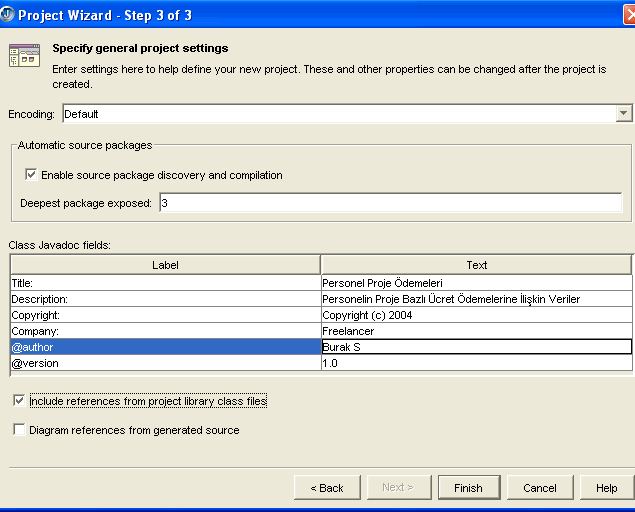 Project Wizard - Step 3 of 3
Specify general project settings
Enter settings here to help define your new project. These and other properties can be changed after the project is
created.
Encoding: Default
Automatic source packages
Enable source package discovery and compilation
Deepest package exposed: 3
Class Javadoc fields:
Label Text
Title: Personel Proje Ödemeleri
Description: Personelin Proje Bazlı Ücret Ödemelerine İlişkin Veriler
Copyright: Copyright (c) 2004
Company: Freelancer
@author Burak S
@version 1.0
Include references from project library class files
Diagram references from generated source
< Back Next > Finish Cancel Help